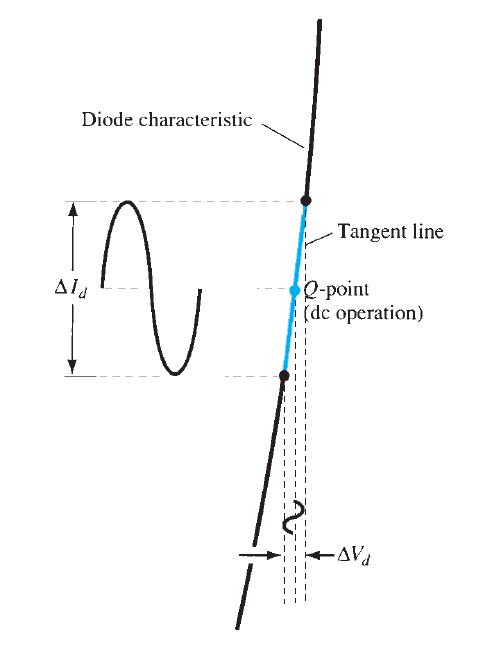 Diode characteristic
Tangent line
ΔI_d
Q-point
(dc operation)
ΔV_d